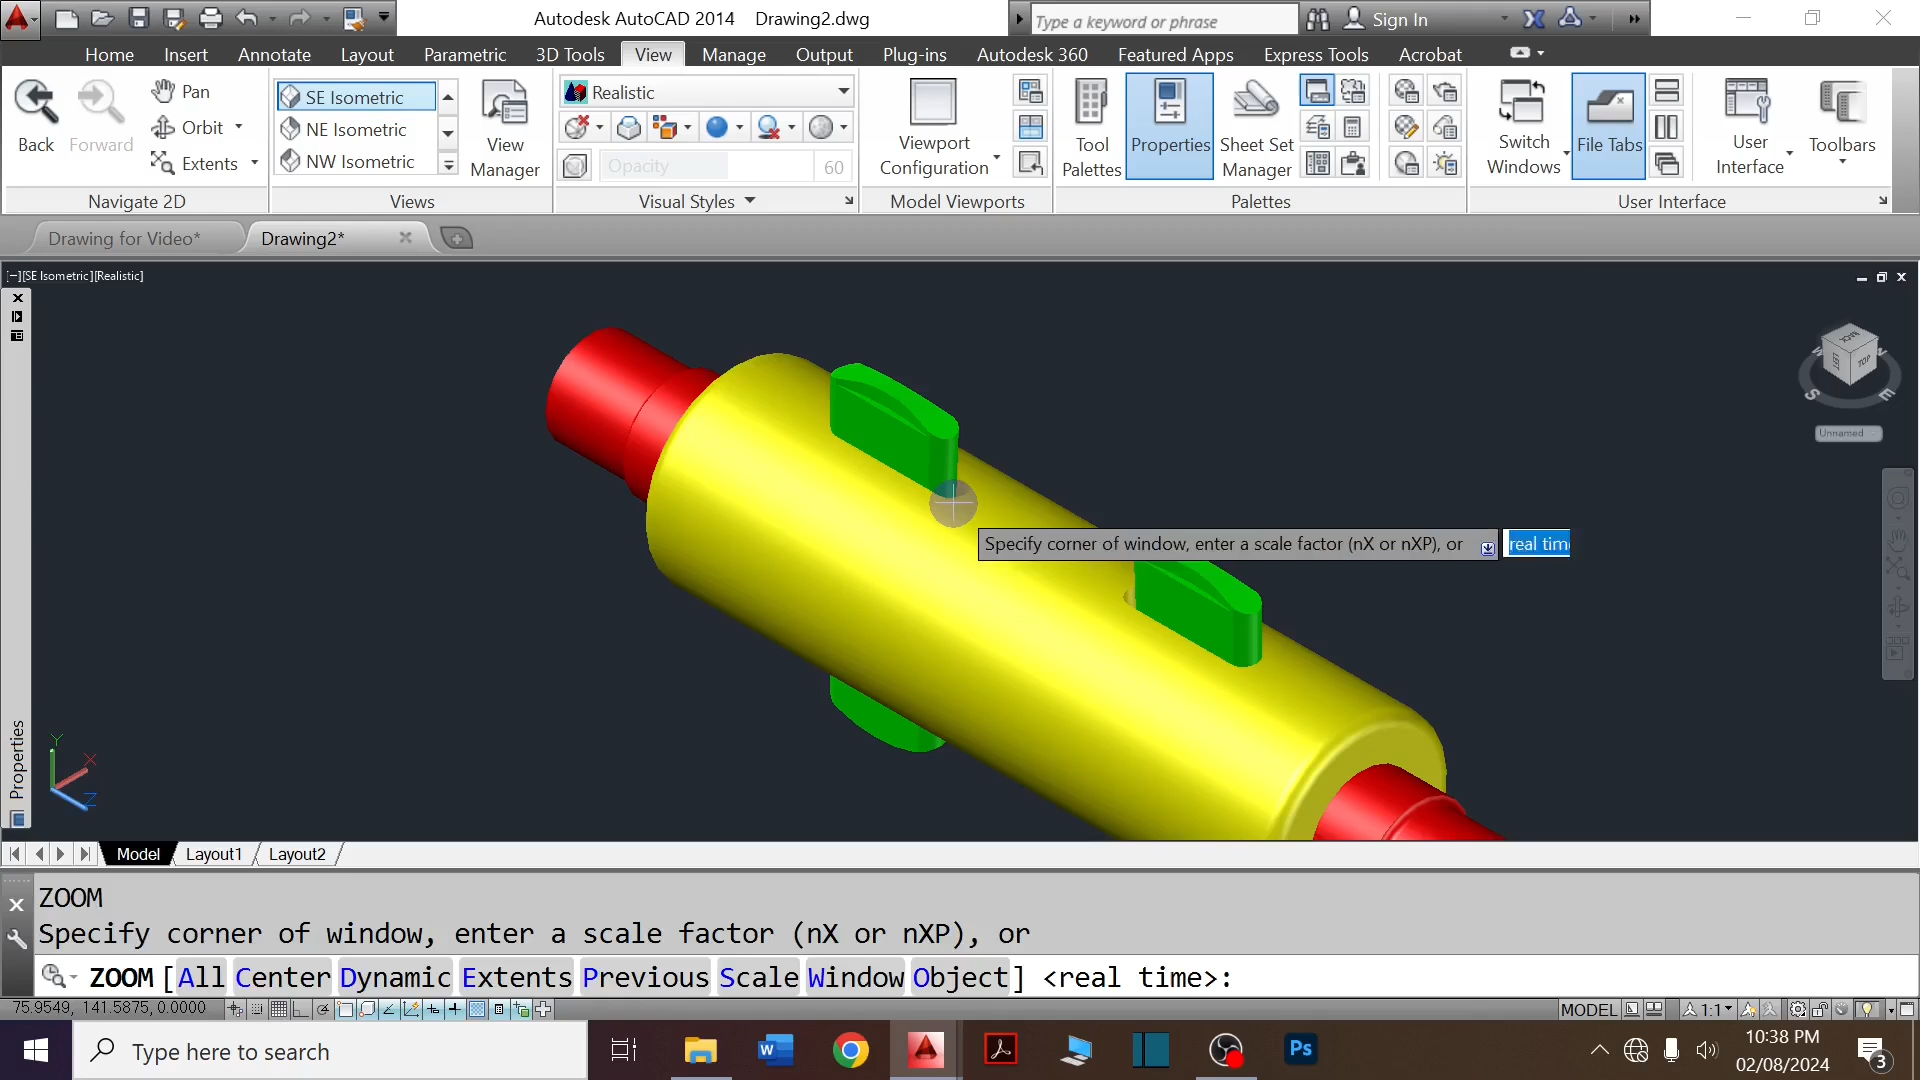 Autodesk AutoCAD 2014 Drawing2.dwg
Type a keyword or phrase
Sign In
Home Insert Annotate Layout Parametric 3D Tools View Manage Output Plug-ins Autodesk 360 Featured Apps Express Tools Acrobat
Back
Forward
Pan
Orbit
Extents
Navigate 2D
SE Isometric
NE Isometric
NW Isometric
View
Manager
Views
Realistic
Opacity 60
Visual Styles
Viewport
Configuration
Model Viewports
Tool
Palettes
Properties
Sheet Set
Manager
Palettes
Switch
Windows
File Tabs
User
Interface
Toolbars
User Interface
Drawing for Video*
Drawing2*
[−][SE Isometric][Realistic]
TOP
S
E
Unnamed
Specify corner of window, enter a scale factor (nX or nXP), or
real tim
Properties
Y
X
Z
Model Layout1 Layout2
ZOOM
Specify corner of window, enter a scale factor (nX or nXP), or
ZOOM [All Center Dynamic Extents Previous Scale Window Object] <real time>:
75.9549, 141.5875, 0.0000
MODEL
1:1
Type here to search
W
Ps
10:38 PM
02/08/2024
3